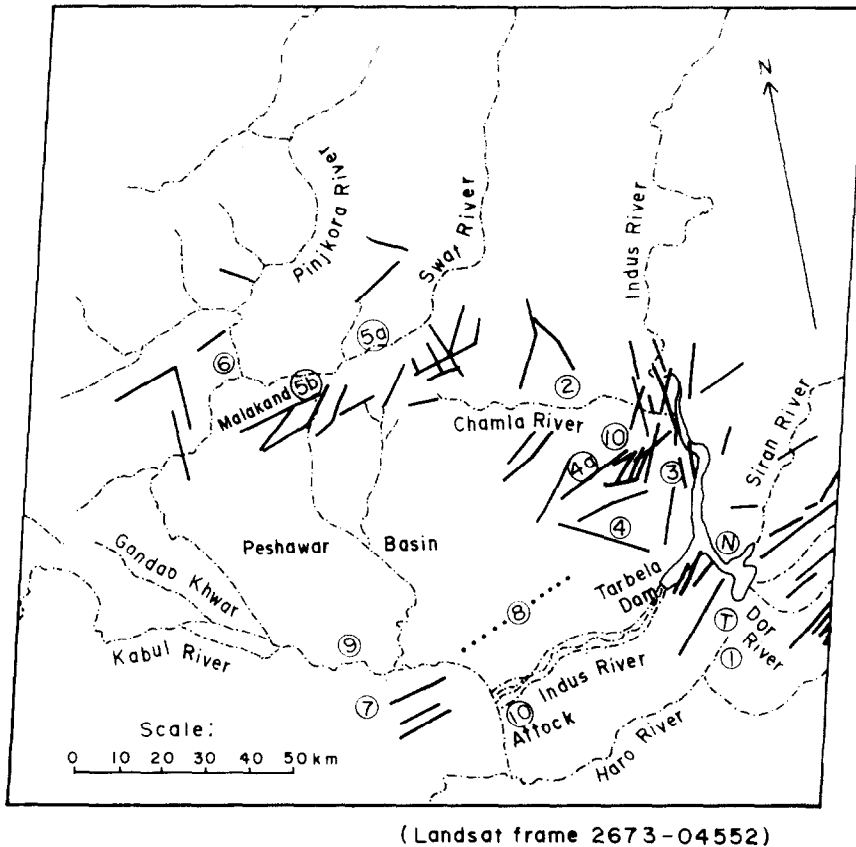 N
Pinjkora River
Swat River
Indus River
5a
6
5b
Malakand
2
Chamla River
10
4a
3
Siran River
4
Peshawar Basin
N
Gandao Khwar
Tarbela
Dam
8
T
Dor
River
9
1
Kabul River
Indus River
7
10
Attock
Haro River
Scale:
0 10 20 30 40 50 km
(Landsat frame 2673-04552)